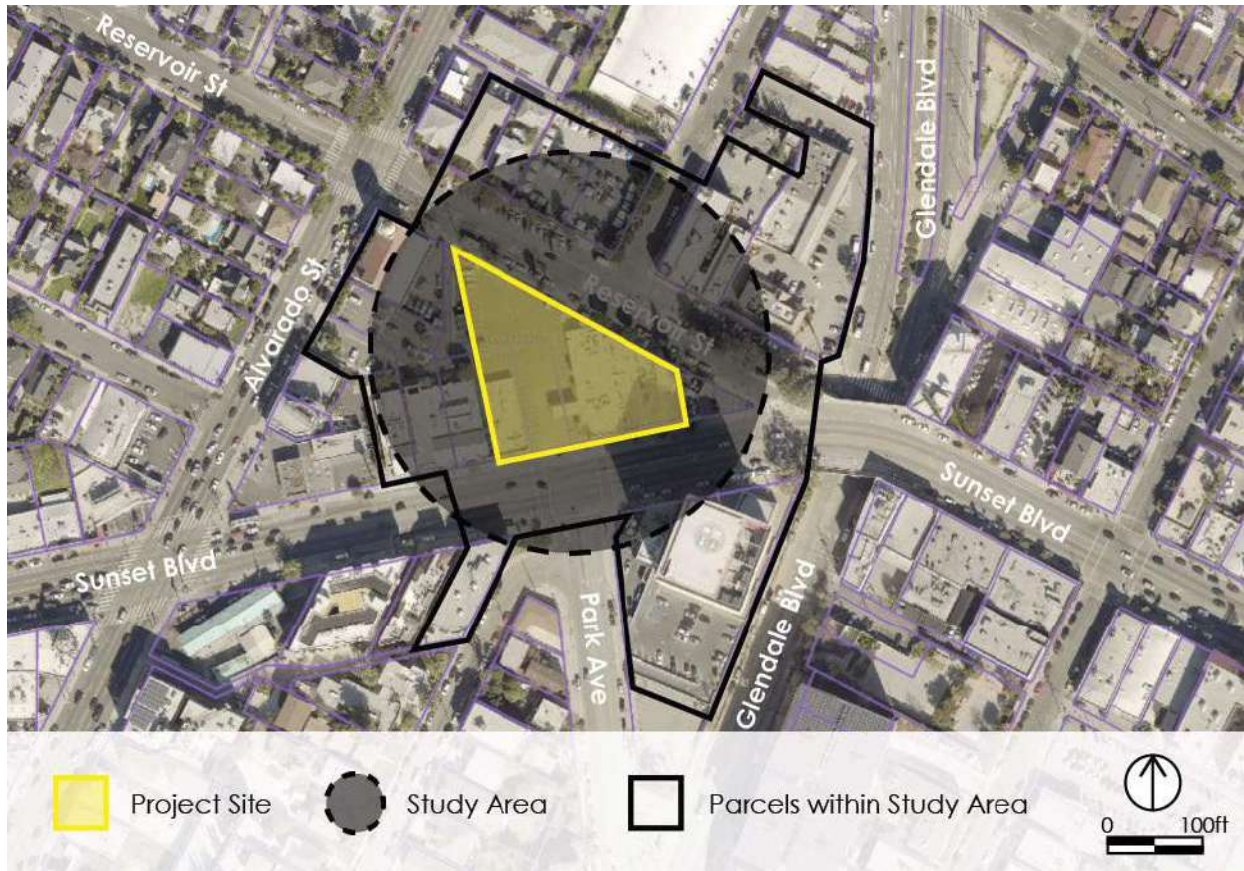 Reservoir St
Glendale Blvd
Alvarado St
Reservoir St
Sunset Blvd
Sunset Blvd
Park Ave
Glendale Blvd
Project Site
Study Area
Parcels within Study Area
0 100ft